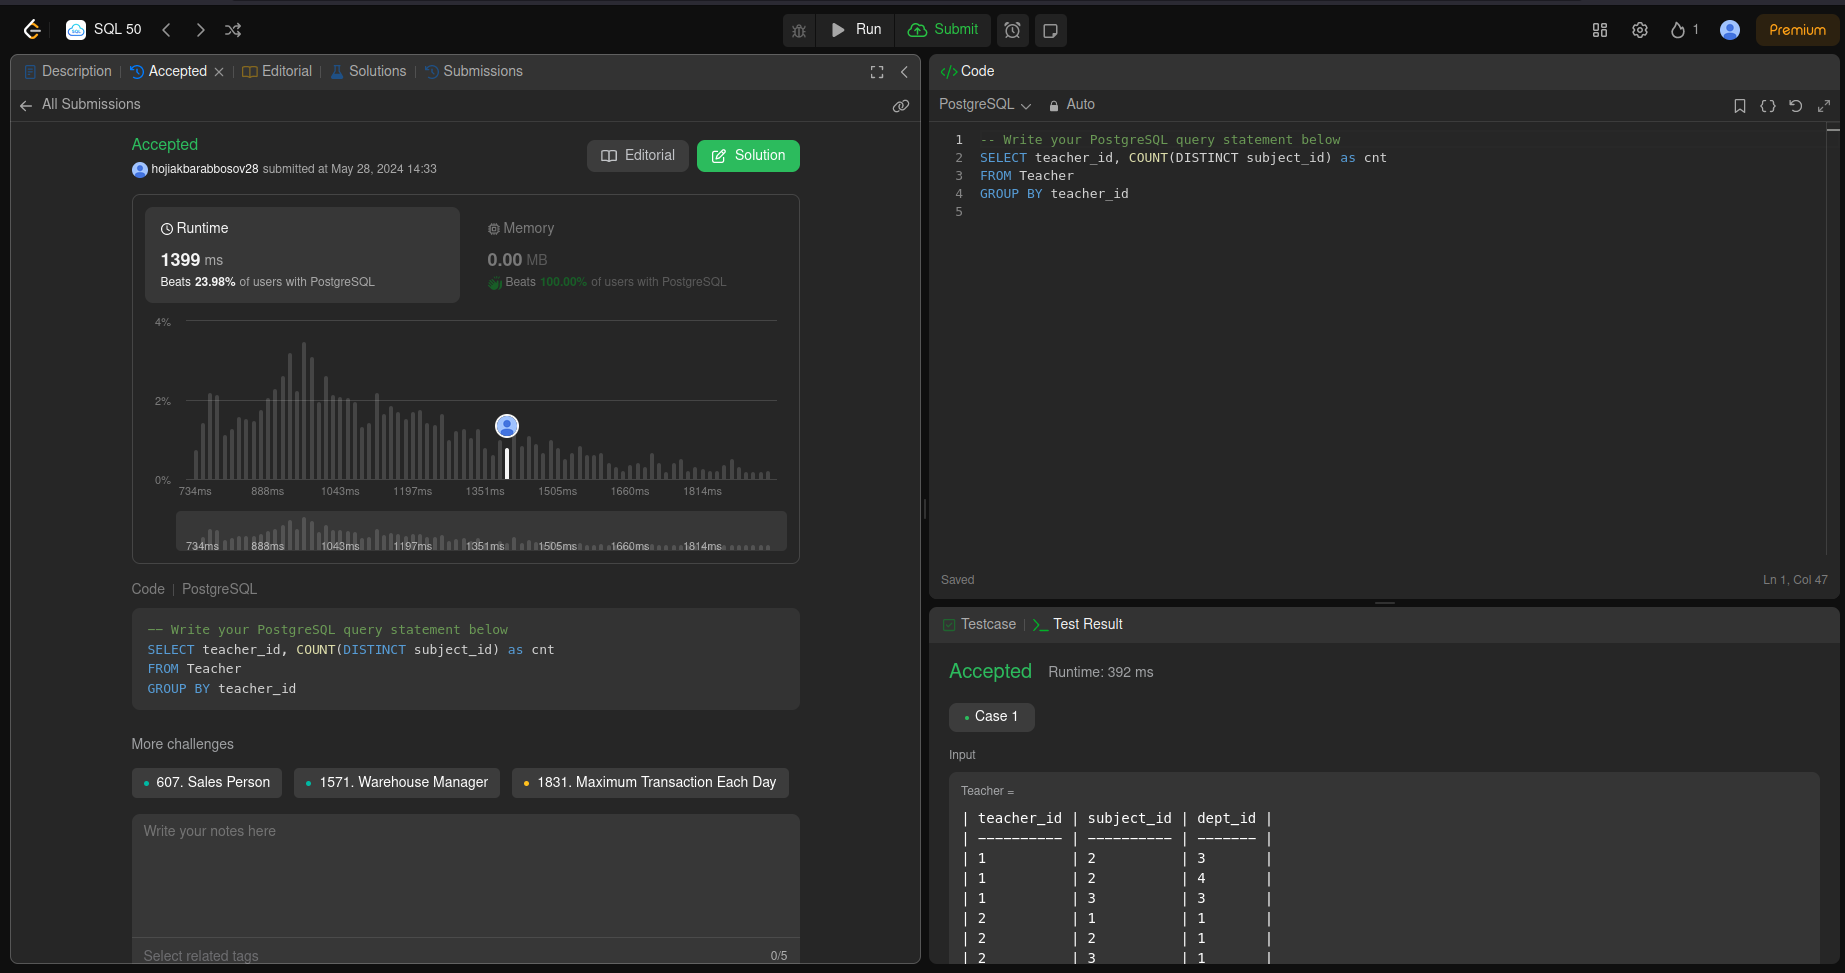 SQL 50
Run
Submit
1
Premium
Description
Accepted
Editorial
Solutions
Submissions
All Submissions
Accepted
hojiakbarabbosov28 submitted at May 28, 2024 14:33
Editorial
Solution
Runtime
1399 ms
Beats 23.98% of users with PostgreSQL
Memory
0.00 MB
Beats 100.00% of users with PostgreSQL
4%
2%
0%
734ms 888ms 1043ms 1197ms 1351ms 1505ms 1660ms 1814ms
734ms 888ms 1043ms 1197ms 1351ms 1505ms 1660ms 1814ms
Code | PostgreSQL
-- Write your PostgreSQL query statement below
SELECT teacher_id, COUNT(DISTINCT subject_id) as cnt
FROM Teacher
GROUP BY teacher_id
More challenges
607. Sales Person
1571. Warehouse Manager
1831. Maximum Transaction Each Day
Write your notes here
Select related tags
0/5
</> Code
PostgreSQL
Auto
1 -- Write your PostgreSQL query statement below
2 SELECT teacher_id, COUNT(DISTINCT subject_id) as cnt
3 FROM Teacher
4 GROUP BY teacher_id
5
Saved
Ln 1, Col 47
Testcase
>_ Test Result
Accepted
Runtime: 392 ms
Case 1
Input
Teacher =
| teacher_id | subject_id | dept_id |
| ---------- | ---------- | ------- |
| 1 | 2 | 3 |
| 1 | 2 | 4 |
| 1 | 3 | 3 |
| 2 | 1 | 1 |
| 2 | 2 | 1 |
| 2 | 3 | 1 |